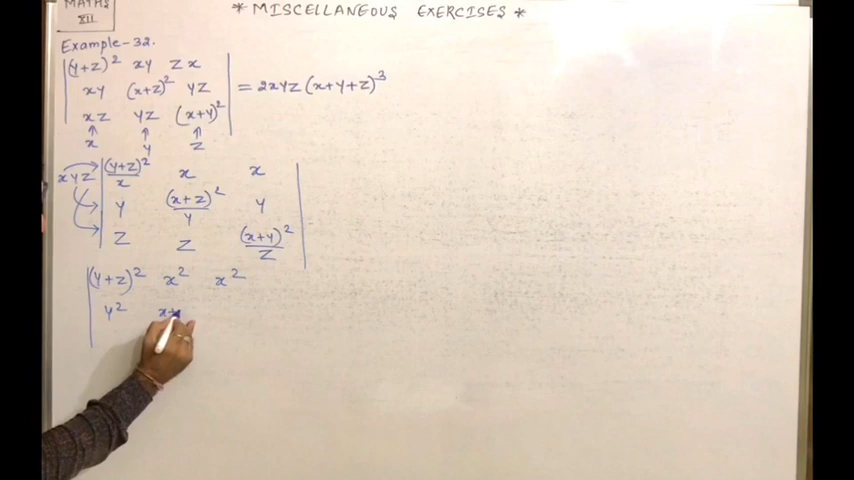 MATHS
XII
* MISCELLANEOUS EXERCISES *
Example-32.
(y+z)² xy zx
xy (x+z)² yz = 2xyz(x+y+z)³
xz yz (x+y)²
↑ ↑ ↑
x y z
xyz (y+z)²/x x x
y (x+z)²/y y
z z (x+y)²/z
(y+z)² x² x²
y² x+